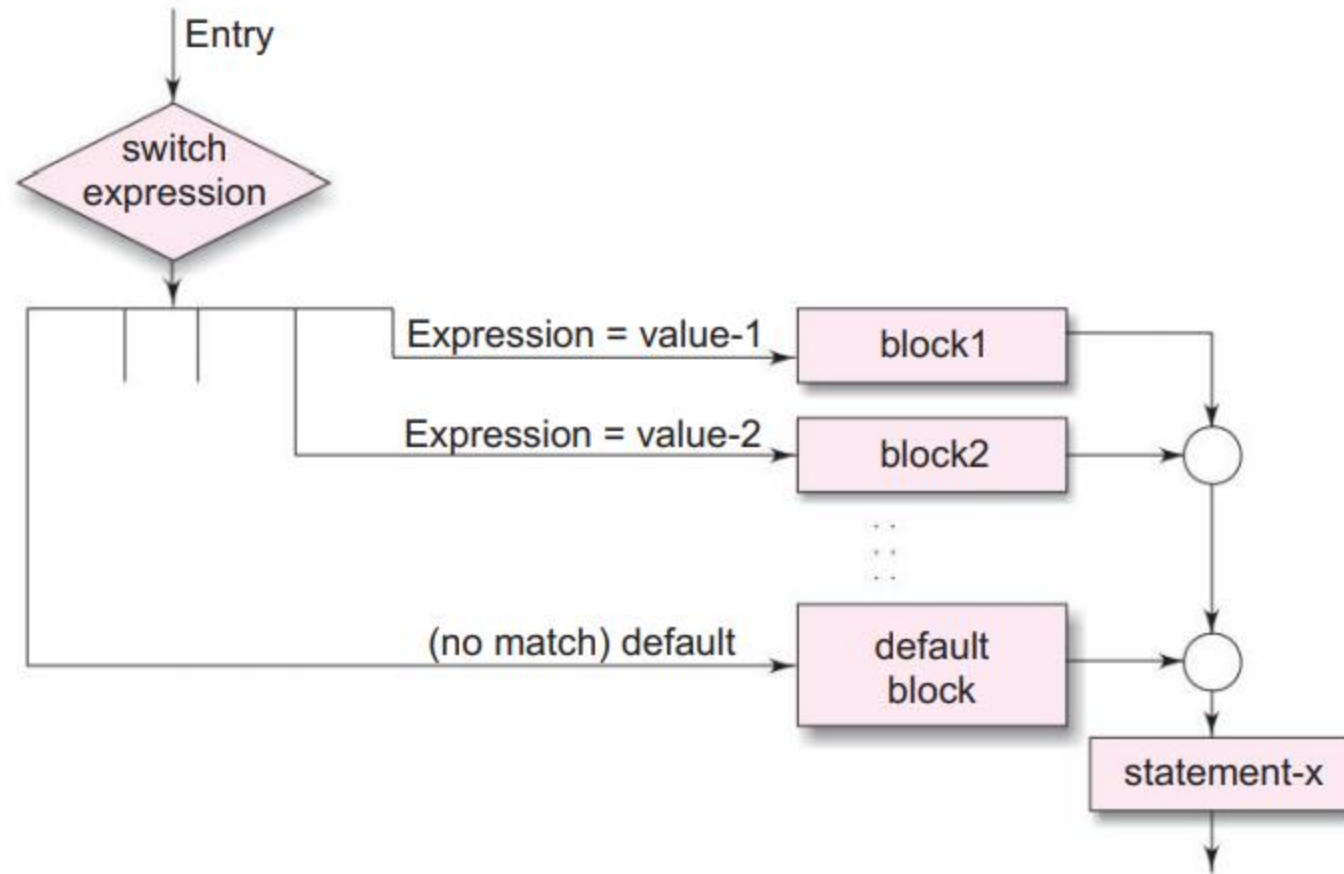 Entry
switch
expression
Expression = value-1
block1
Expression = value-2
block2
(no match) default
default
block
statement-x